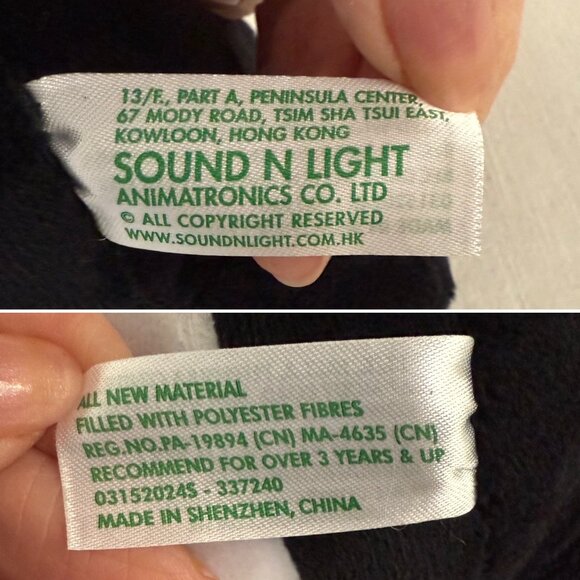 13/F., PART A, PENINSULA CENTER,
67 MODY ROAD, TSIM SHA TSUI EAST,
KOWLOON, HONG KONG
SOUND N LIGHT
ANIMATRONICS CO. LTD
© ALL COPYRIGHT RESERVED
WWW.SOUNDNLIGHT.COM.HK
ALL NEW MATERIAL
FILLED WITH POLYESTER FIBRES
REG.NO.PA-19894 (CN) MA-4635 (CN)
RECOMMEND FOR OVER 3 YEARS & UP
03152024S - 337240
MADE IN SHENZHEN, CHINA